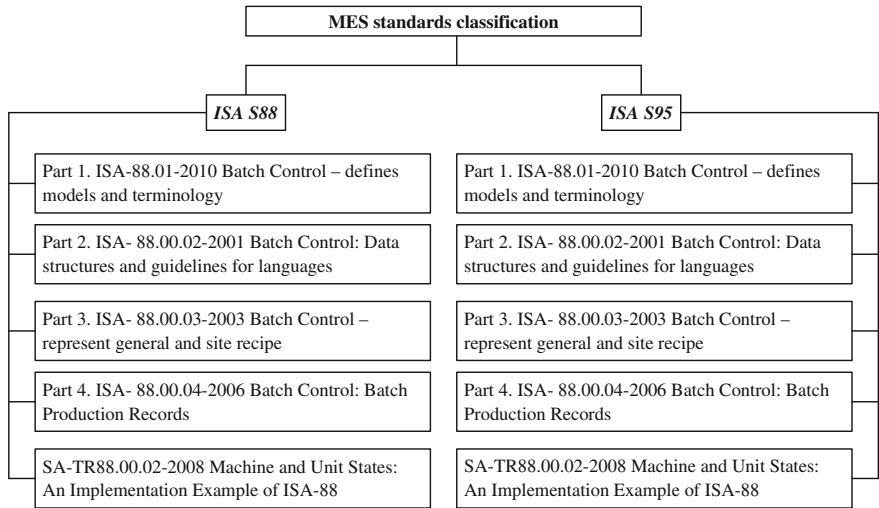 MES standards classification
ISA S88
ISA S95
Part 1. ISA-88.01-2010 Batch Control – defines
models and terminology
Part 2. ISA- 88.00.02-2001 Batch Control: Data
structures and guidelines for languages
Part 3. ISA- 88.00.03-2003 Batch Control –
represent general and site recipe
Part 4. ISA- 88.00.04-2006 Batch Control: Batch
Production Records
SA-TR88.00.02-2008 Machine and Unit States:
An Implementation Example of ISA-88
Part 1. ISA-88.01-2010 Batch Control – defines
models and terminology
Part 2. ISA- 88.00.02-2001 Batch Control: Data
structures and guidelines for languages
Part 3. ISA- 88.00.03-2003 Batch Control –
represent general and site recipe
Part 4. ISA- 88.00.04-2006 Batch Control: Batch
Production Records
SA-TR88.00.02-2008 Machine and Unit States:
An Implementation Example of ISA-88